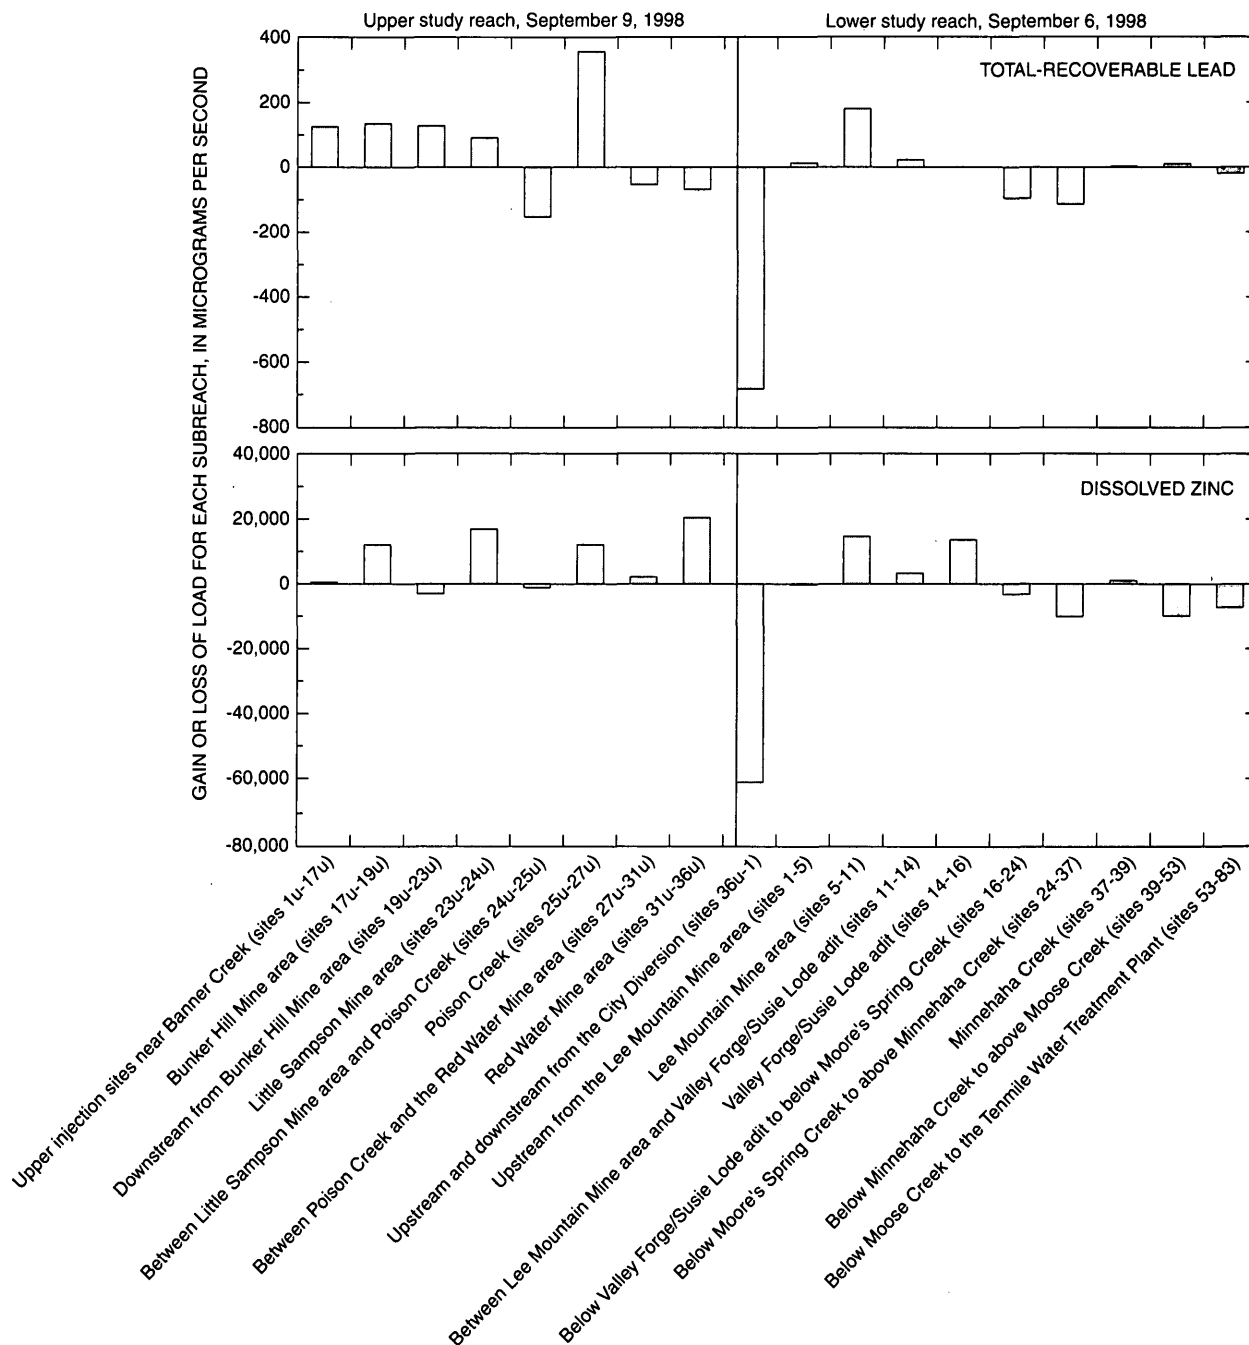 Upper study reach, September 9, 1998
Lower study reach, September 6, 1998
GAIN OR LOSS OF LOAD FOR EACH SUBREACH, IN MICROGRAMS PER SECOND
TOTAL-RECOVERABLE LEAD
400
200
0
-200
-400
-600
-800
DISSOLVED ZINC
40,000
20,000
0
-20,000
-40,000
-60,000
-80,000
Upper injection sites near Banner Creek (sites 1u-17u)
Bunker Hill Mine area (sites 17u-19u)
Downstream from Bunker Hill Mine area (sites 19u-23u)
Little Sampson Mine area (sites 23u-24u)
Between Little Sampson Mine area and Poison Creek (sites 24u-25u)
Poison Creek (sites 25u-27u)
Between Poison Creek and the Red Water Mine area (sites 27u-31u)
Red Water Mine area (sites 31u-36u)
Upstream and downstream from the City Diversion (sites 36u-1)
Upstream from the Lee Mountain Mine area (sites 1-5)
Lee Mountain Mine area (sites 5-11)
Between Lee Mountain Mine area and Valley Forge/Susie Lode adit (sites 11-14)
Valley Forge/Susie Lode adit (sites 14-16)
Below Valley Forge/Susie Lode adit to below Moore's Spring Creek (sites 16-24)
Below Moore's Spring Creek to above Minnehaha Creek (sites 24-37)
Minnehaha Creek (sites 37-39)
Below Minnehaha Creek to above Moose Creek (sites 39-53)
Below Moose Creek to the Tenmile Water Treatment Plant (sites 53-83)